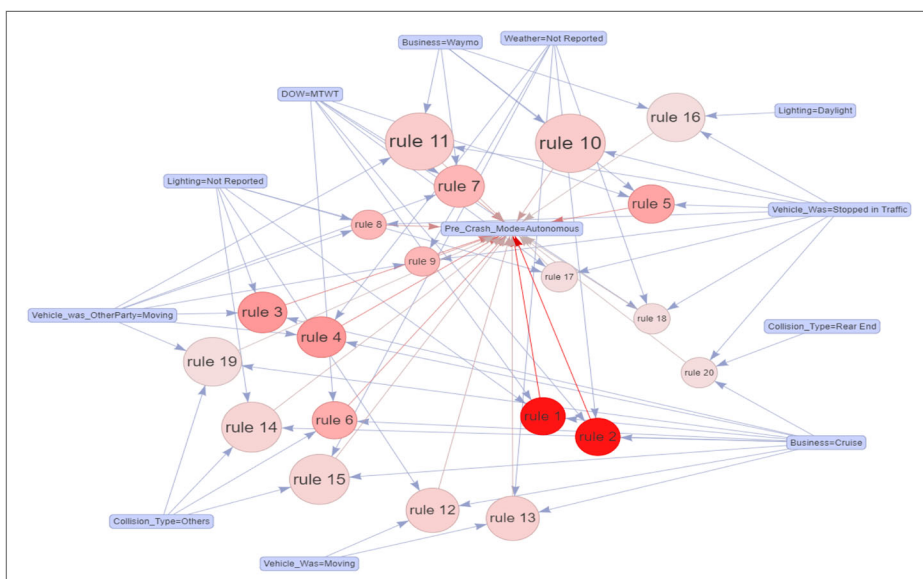 Business=Waymo
Weather=Not Reported
DOW=MTWT
rule 16
Lighting=Daylight
rule 11
rule 10
Lighting=Not Reported
rule 7
rule 5
Vehicle_Was=Stopped in Traffic
rule 8
Pre_Crash_Mode=Autonomous
rule 9
rule 17
Vehicle_was_OtherParty=Moving
rule 3
rule 18
Collision_Type=Rear End
rule 4
rule 19
rule 20
rule 1
rule 6
rule 14
rule 2
Business=Cruise
rule 15
rule 12
rule 13
Collision_Type=Others
Vehicle_Was=Moving